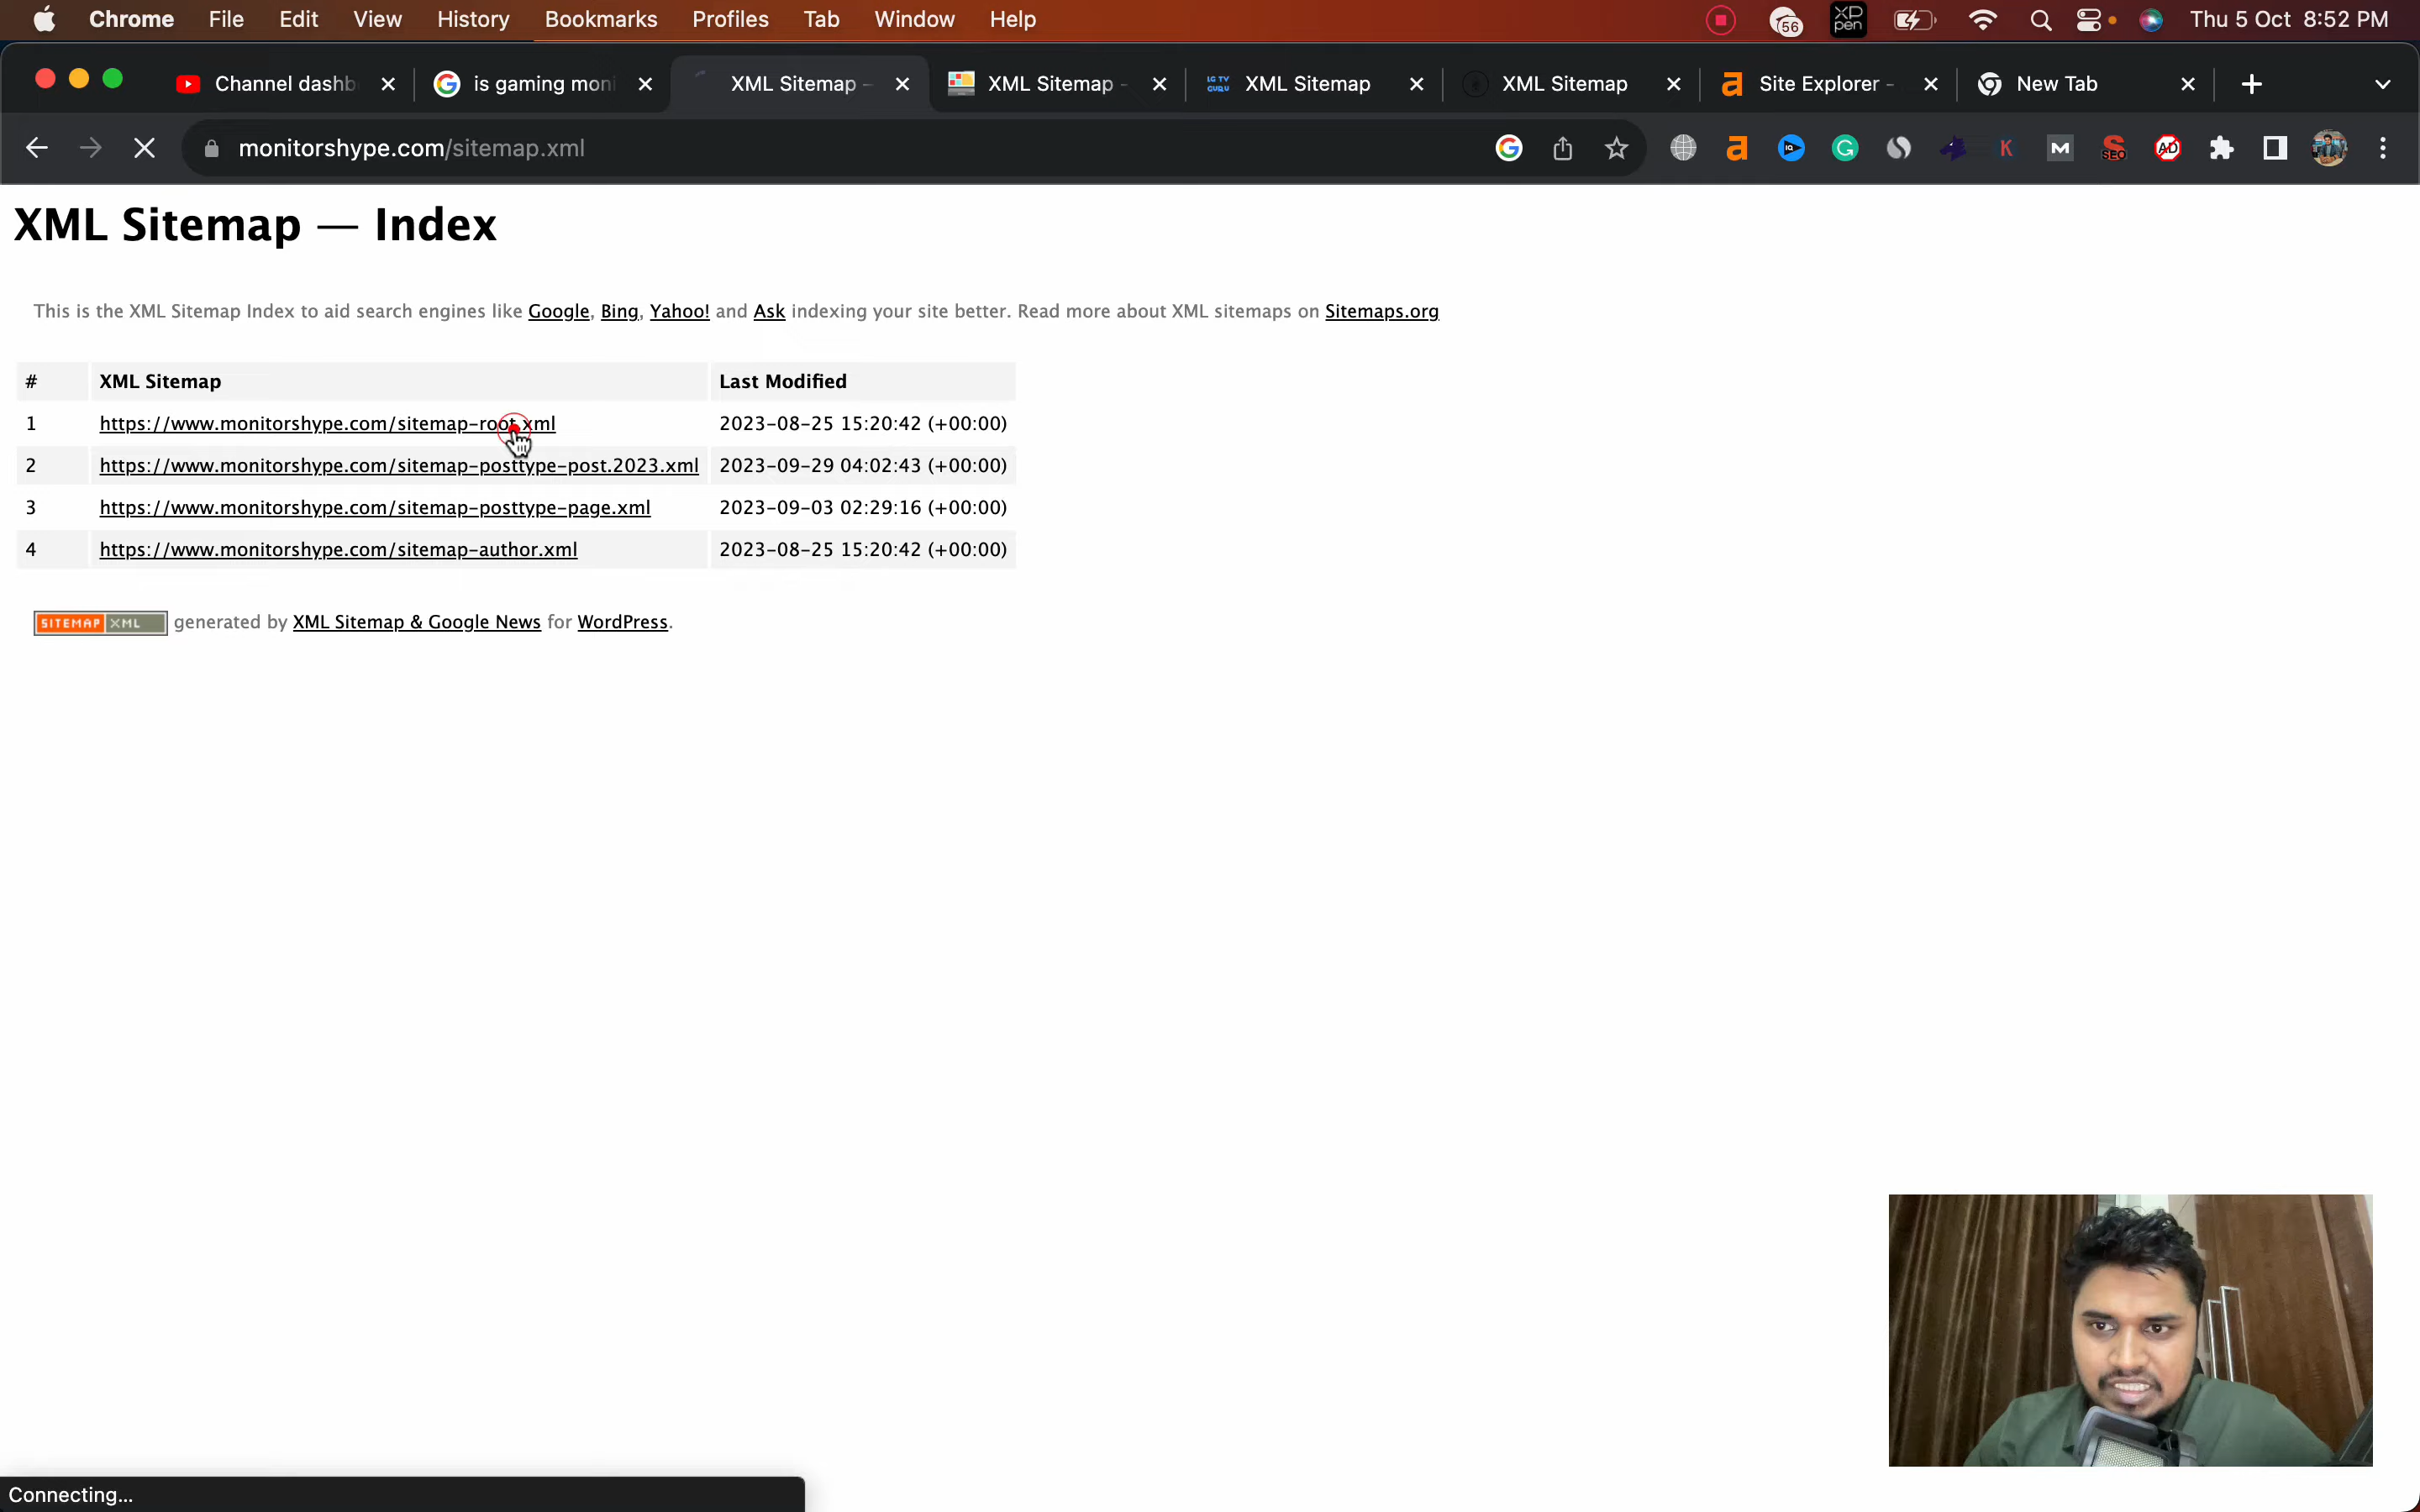 Chrome File Edit View History Bookmarks Profiles Tab Window Help 56 XP pen Thu 5 Oct 8:52 PM
Channel dashb is gaming moni XML Sitemap – XML Sitemap - LG TV GURU XML Sitemap XML Sitemap Site Explorer - New Tab
monitorshype.com/sitemap.xml
XML Sitemap — Index
This is the XML Sitemap Index to aid search engines like Google, Bing, Yahoo! and Ask indexing your site better. Read more about XML sitemaps on Sitemaps.org
# XML Sitemap Last Modified
1 https://www.monitorshype.com/sitemap-root.xml 2023-08-25 15:20:42 (+00:00)
2 https://www.monitorshype.com/sitemap-posttype-post.2023.xml 2023-09-29 04:02:43 (+00:00)
3 https://www.monitorshype.com/sitemap-posttype-page.xml 2023-09-03 02:29:16 (+00:00)
4 https://www.monitorshype.com/sitemap-author.xml 2023-08-25 15:20:42 (+00:00)
SITEMAP XML generated by XML Sitemap & Google News for WordPress.
Connecting...